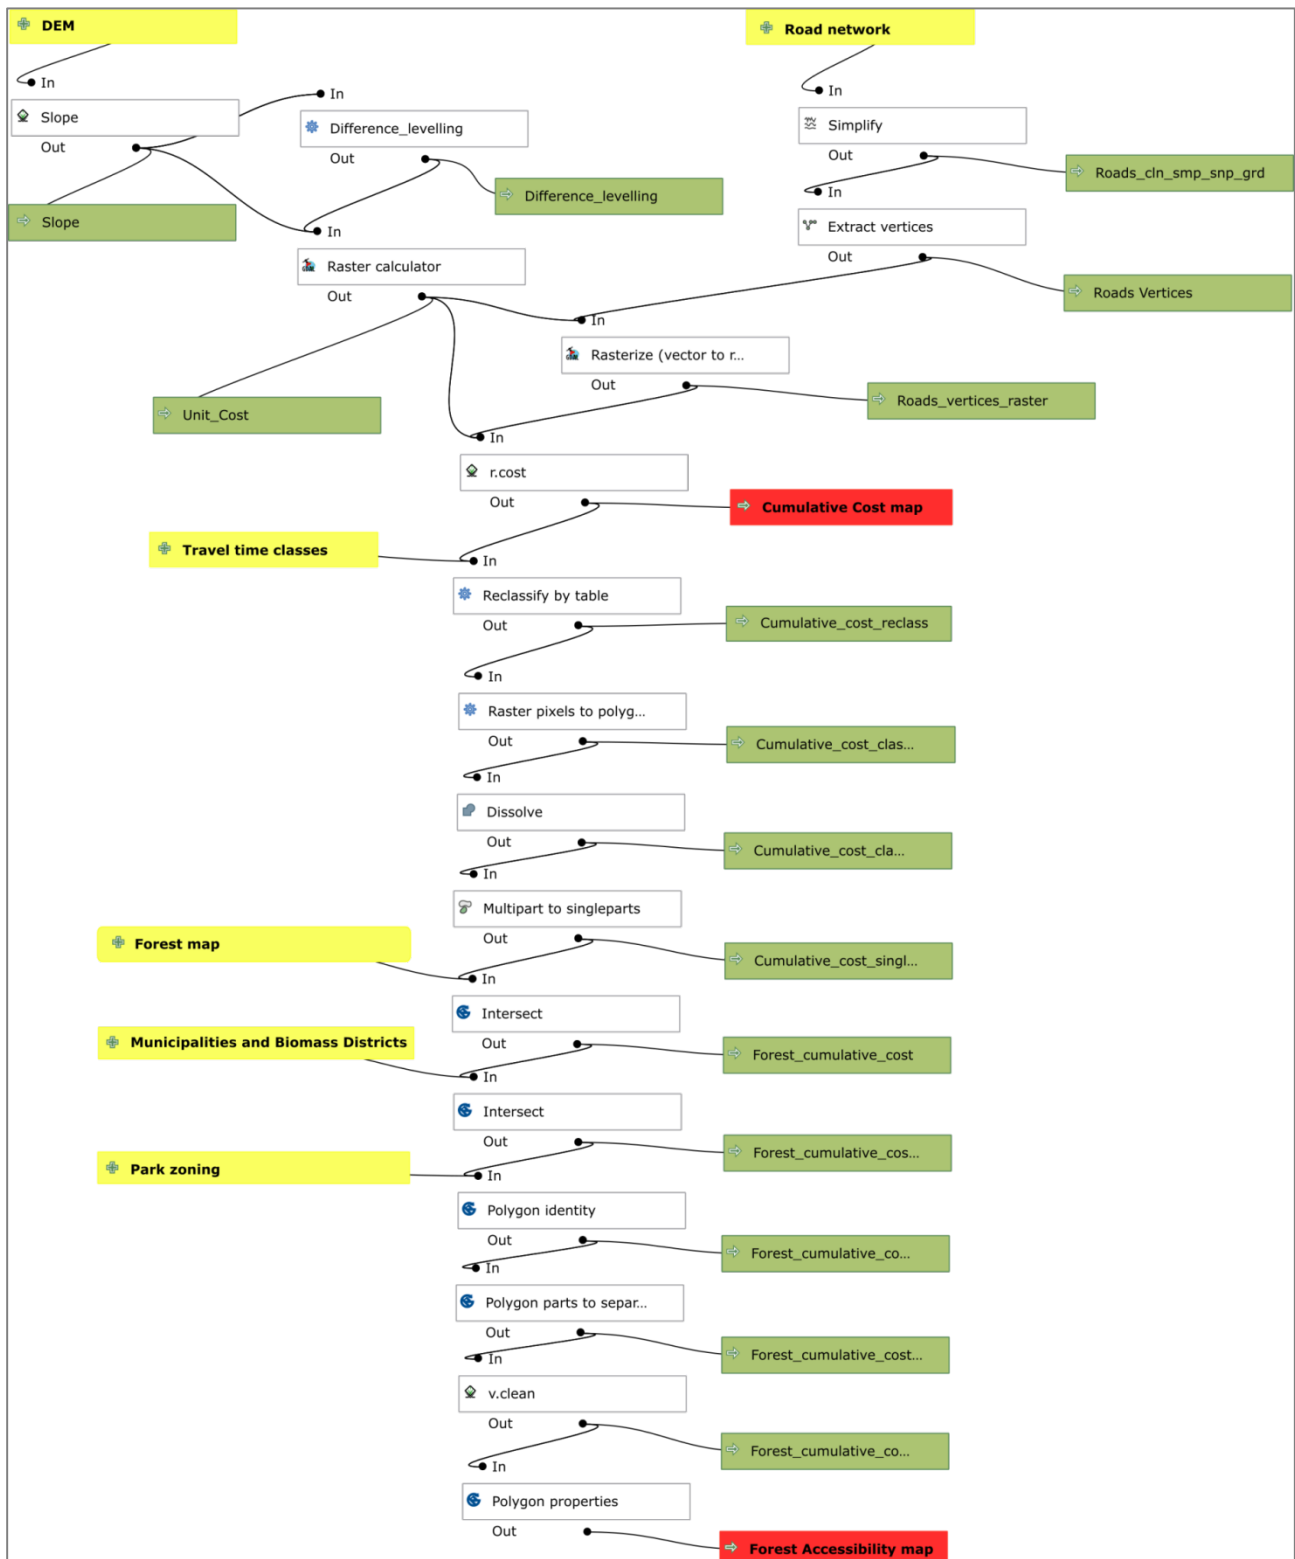 DEM
Road network
In
In
In
Slope
Difference_levelling
Simplify
Out
Out
Out
Roads_cln_smp_snp_grd
In
Difference_levelling
Slope
In
Extract vertices
Out
Raster calculator
Out
Roads Vertices
In
Rasterize (vector to r...
Out
Unit_Cost
Roads_vertices_raster
In
r.cost
Out
Cumulative Cost map
Travel time classes
In
Reclassify by table
Out
Cumulative_cost_reclass
In
Raster pixels to polyg...
Out
Cumulative_cost_clas...
In
Dissolve
Out
Cumulative_cost_cla...
In
Multipart to singleparts
Out
Forest map
Cumulative_cost_singl...
In
Intersect
Out
Municipalities and Biomass Districts
Forest_cumulative_cost
In
Intersect
Out
Forest_cumulative_cos...
Park zoning
In
Polygon identity
Out
Forest_cumulative_co...
In
Polygon parts to separ...
Out
Forest_cumulative_cost...
In
v.clean
Out
Forest_cumulative_co...
In
Polygon properties
Out
Forest Accessibility map